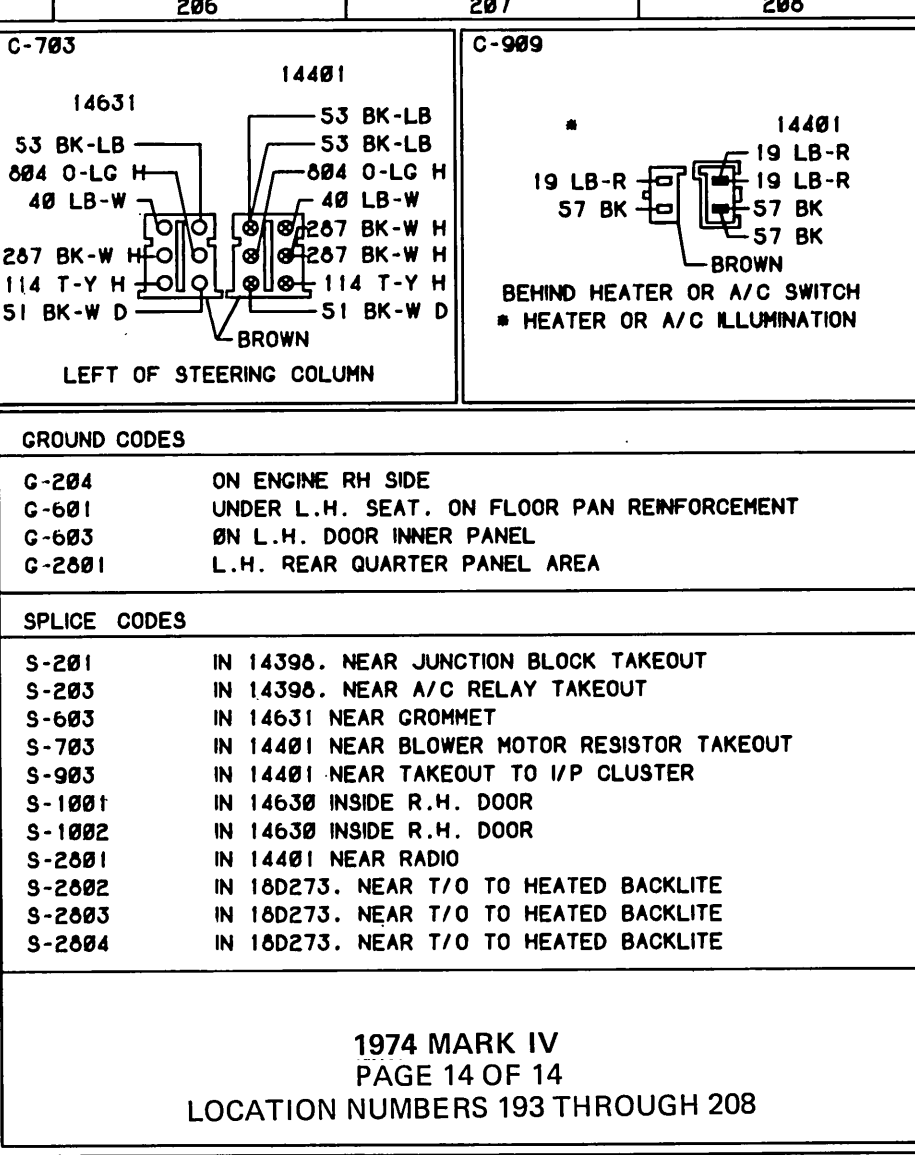 206 207 208
C-703
14401
14631
53 BK-LB
53 BK-LB
804 O-LG H
40 LB-W
287 BK-W H
114 T-Y H
51 BK-W D
53 BK-LB
804 O-LG H
40 LB-W
287 BK-W H
287 BK-W H
114 T-Y H
51 BK-W D
BROWN
LEFT OF STEERING COLUMN
C-909
* 14401
19 LB-R
57 BK
19 LB-R
19 LB-R
57 BK
57 BK
BROWN
BEHIND HEATER OR A/C SWITCH
* HEATER OR A/C ILLUMINATION
GROUND CODES
G-204 ON ENGINE RH SIDE
G-601 UNDER L.H. SEAT. ON FLOOR PAN REINFORCEMENT
G-603 ØN L.H. DOOR INNER PANEL
G-2801 L.H. REAR QUARTER PANEL AREA
SPLICE CODES
S-201 IN 14398. NEAR JUNCTION BLOCK TAKEOUT
S-203 IN 14398. NEAR A/C RELAY TAKEOUT
S-603 IN 14631 NEAR GROMMET
S-703 IN 14401 NEAR BLOWER MOTOR RESISTOR TAKEOUT
S-903 IN 14401 NEAR TAKEOUT TO I/P CLUSTER
S-1001 IN 14630 INSIDE R.H. DOOR
S-1002 IN 14630 INSIDE R.H. DOOR
S-2801 IN 14401 NEAR RADIO
S-2802 IN 18D273. NEAR T/O TO HEATED BACKLITE
S-2803 IN 18D273. NEAR T/O TO HEATED BACKLITE
S-2804 IN 18D273. NEAR T/O TO HEATED BACKLITE
1974 MARK IV
PAGE 14 OF 14
LOCATION NUMBERS 193 THROUGH 208